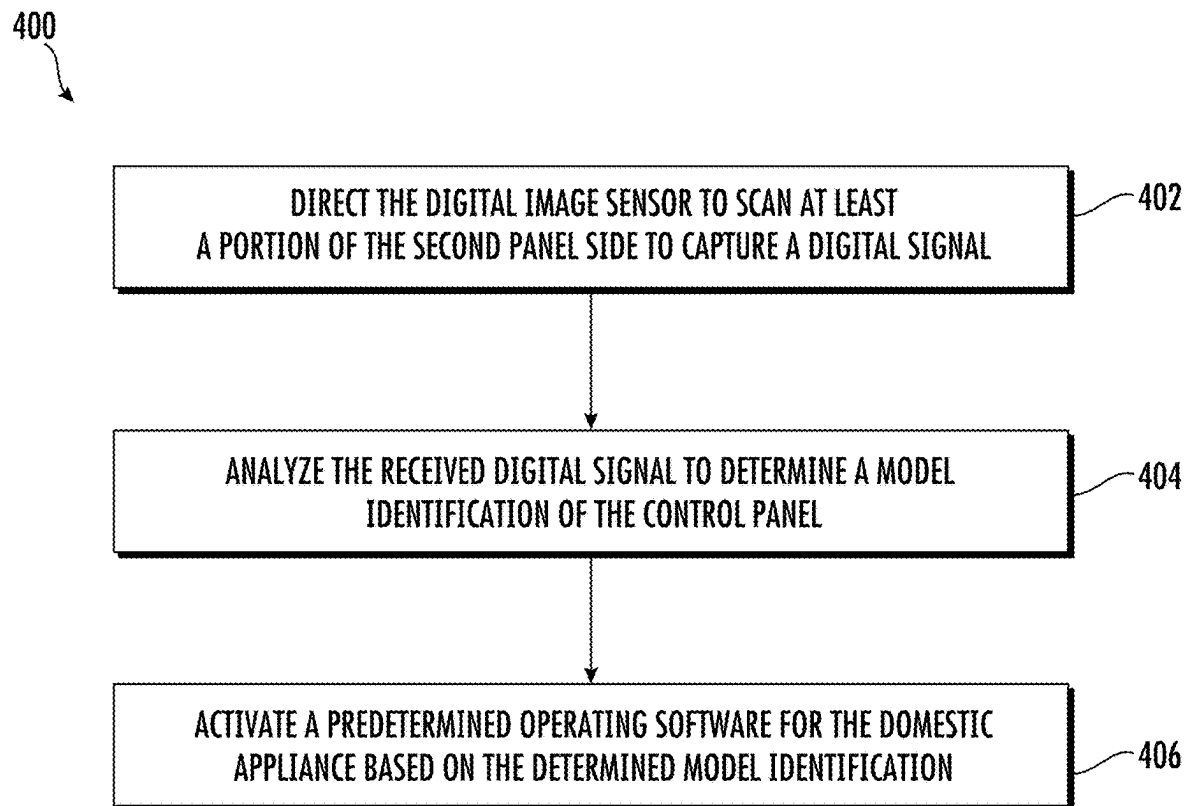 400
DIRECT THE DIGITAL IMAGE SENSOR TO SCAN AT LEAST
A PORTION OF THE SECOND PANEL SIDE TO CAPTURE A DIGITAL SIGNAL
402
ANALYZE THE RECEIVED DIGITAL SIGNAL TO DETERMINE A MODEL
IDENTIFICATION OF THE CONTROL PANEL
404
ACTIVATE A PREDETERMINED OPERATING SOFTWARE FOR THE DOMESTIC
APPLIANCE BASED ON THE DETERMINED MODEL IDENTIFICATION
406